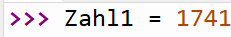 >>> Zahl1 = 1741